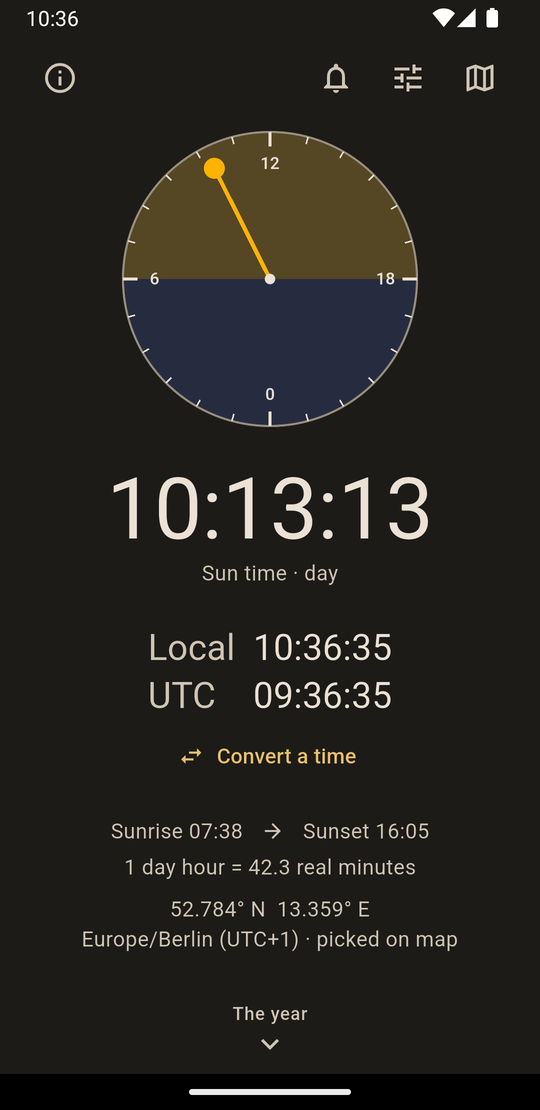 10:36
12
6
18
0
10:13:13
Sun time · day
Local 10:36:35
UTC 09:36:35
Convert a time
Sunrise 07:38 → Sunset 16:05
1 day hour = 42.3 real minutes
52.784° N 13.359° E
Europe/Berlin (UTC+1) · picked on map
The year